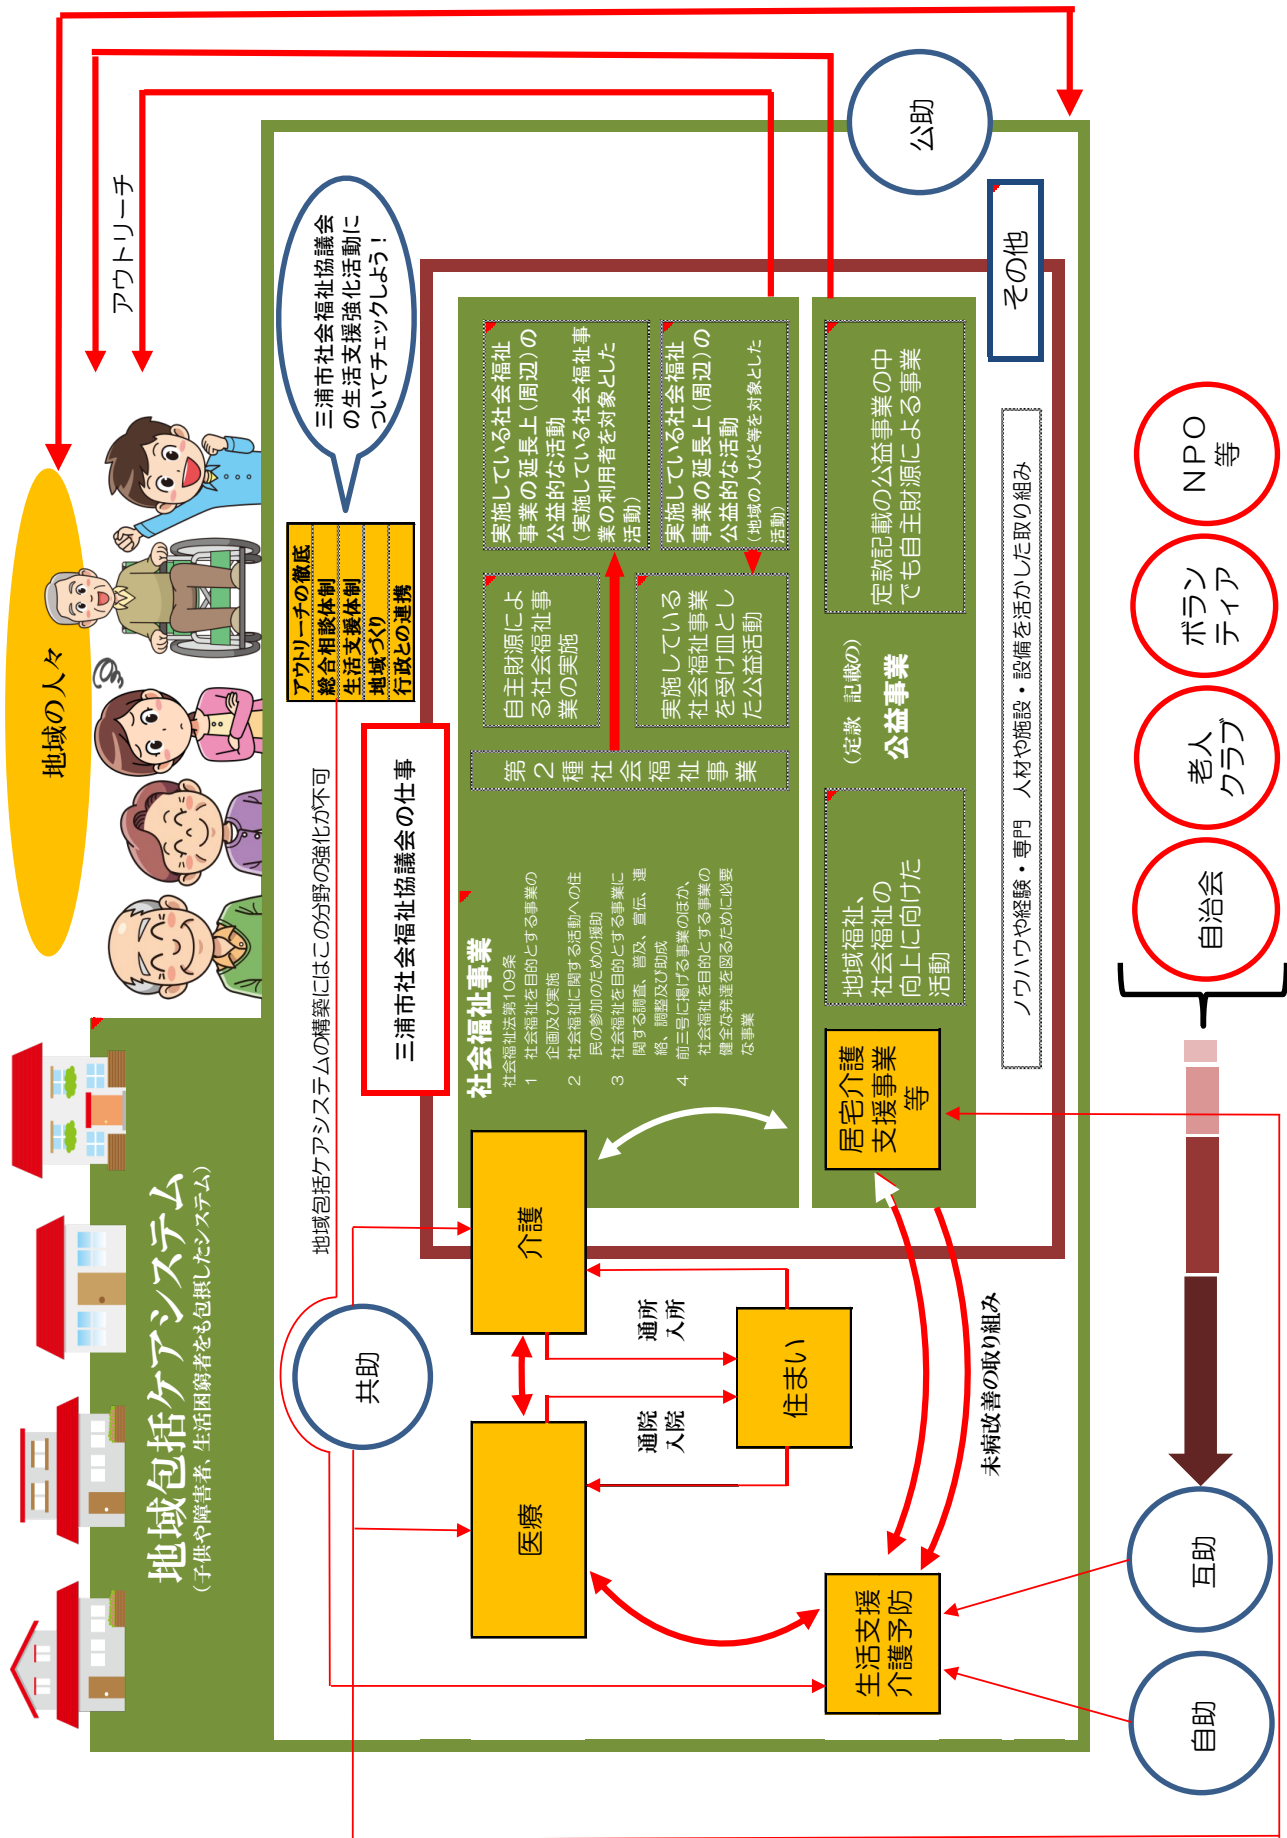 地域包括ケアシステム
（子供や障害者、生活困窮者をも包摂したシステム）
地域の人々
アウトリーチ
共助
地域包括ケアシステムの構築にはこの分野の強化が不可
アウトリーチの徹底
総合相談体制
生活支援体制
地域づくり
行政との連携
三浦市社会福祉協議会
の生活支援強化活動に
ついてチェックしよう！
三浦市社会福祉協議会の仕事
医療
介護
通院
入院
通所
入所
住まい
生活支援
介護予防
未病改善の取り組み
社会福祉事業
社会福祉法第109条
1　社会福祉を目的とする事業の
企画及び実施
2　社会福祉に関する活動への住
民の参加のための援助
3　社会福祉を目的とする事業に
関する調査、普及、宣伝、連
絡、調整及び助成
4　前三号に掲げる事業のほか、
社会福祉を目的とする事業の
健全な発達を図るために必要
な事業
第２種社会福祉事業
自主財源によ
る社会福祉事
業の実施
実施している
社会福祉事業
を受け皿とし
た公益活動
実施している社会福祉
事業の延長上（周辺）の
公益的な活動
（実施している社会福祉事
業の利用者を対象とした
活動）
実施している社会福祉
事業の延長上（周辺）の
公益的な活動
（地域の人びと等を対象とした
活動）
居宅介護
支援事業
等
地域福祉、
社会福祉の
向上に向けた
活動
（定款　記載の）
公益事業
定款記載の公益事業の中
でも自主財源による事業
ノウハウや経験・専門　人材や施設・設備を活かした取り組み
その他
公助
自助
互助
自治会
老人
クラブ
ボラン
ティア
ＮＰＯ
等